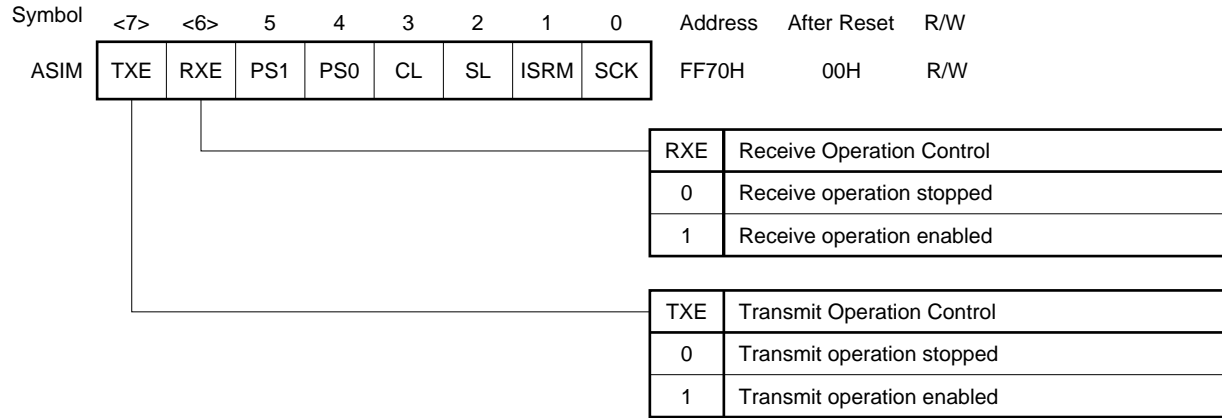 Symbol <7> <6> 5 4 3 2 1 0 Address After Reset R/W
ASIM TXE RXE PS1 PS0 CL SL ISRM SCK FF70H 00H R/W
RXE Receive Operation Control
0 Receive operation stopped
1 Receive operation enabled
TXE Transmit Operation Control
0 Transmit operation stopped
1 Transmit operation enabled